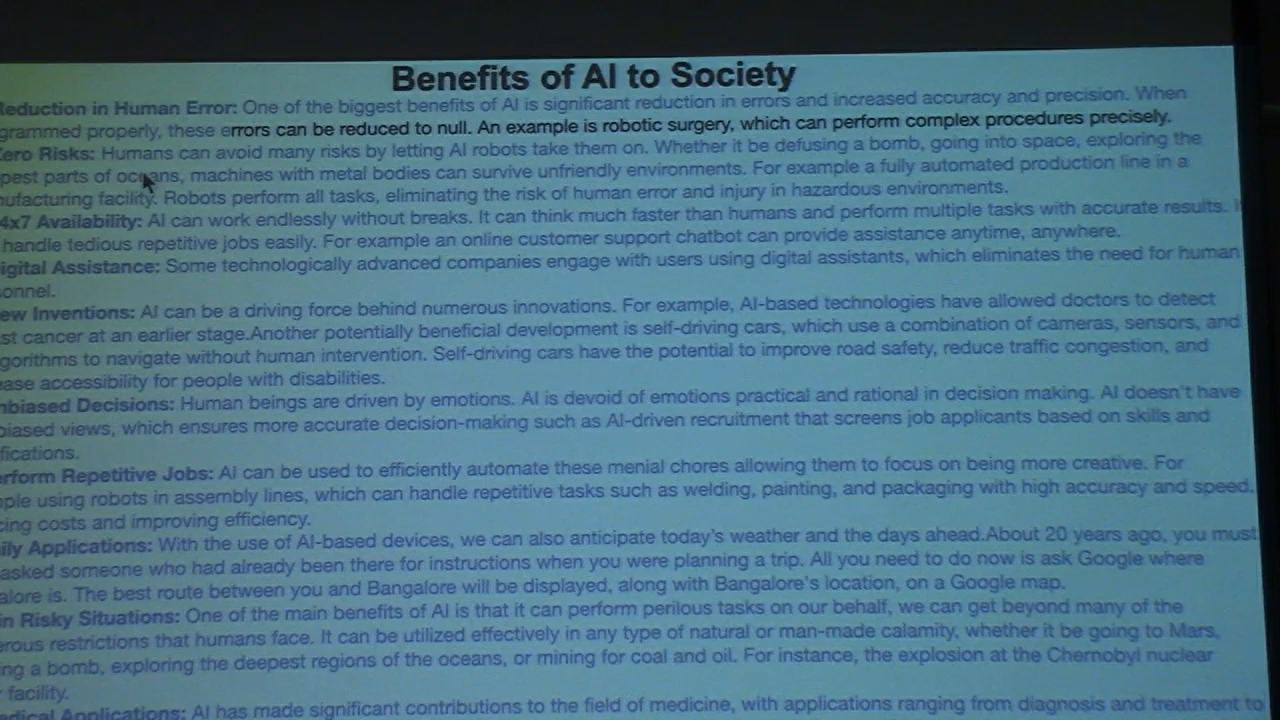 Benefits of AI to Society
Reduction in Human Error: One of the biggest benefits of AI is significant reduction in errors and increased accuracy and precision. When
grammed properly, these errors can be reduced to null. An example is robotic surgery, which can perform complex procedures precisely.
Zero Risks: Humans can avoid many risks by letting AI robots take them on. Whether it be defusing a bomb, going into space, exploring the
pest parts of oceans, machines with metal bodies can survive unfriendly environments. For example a fully automated production line in a
nufacturing facility. Robots perform all tasks, eliminating the risk of human error and injury in hazardous environments.
4x7 Availability: AI can work endlessly without breaks. It can think much faster than humans and perform multiple tasks with accurate results.
handle tedious repetitive jobs easily. For example an online customer support chatbot can provide assistance anytime, anywhere.
igital Assistance: Some technologically advanced companies engage with users using digital assistants, which eliminates the need for human
onnel.
ew Inventions: AI can be a driving force behind numerous innovations. For example, AI-based technologies have allowed doctors to detect
st cancer at an earlier stage.Another potentially beneficial development is self-driving cars, which use a combination of cameras, sensors, and
gorithms to navigate without human intervention. Self-driving cars have the potential to improve road safety, reduce traffic congestion, and
ease accessibility for people with disabilities.
nbiased Decisions: Human beings are driven by emotions. AI is devoid of emotions practical and rational in decision making. AI doesn't have
biased views, which ensures more accurate decision-making such as AI-driven recruitment that screens job applicants based on skills and
fications.
erform Repetitive Jobs: AI can be used to efficiently automate these menial chores allowing them to focus on being more creative. For
mple using robots in assembly lines, which can handle repetitive tasks such as welding, painting, and packaging with high accuracy and speed,
cing costs and improving efficiency.
ily Applications: With the use of AI-based devices, we can also anticipate today's weather and the days ahead.About 20 years ago, you must
asked someone who had already been there for instructions when you were planning a trip. All you need to do now is ask Google where
alore is. The best route between you and Bangalore will be displayed, along with Bangalore's location, on a Google map.
in Risky Situations: One of the main benefits of AI is that it can perform perilous tasks on our behalf, we can get beyond many of the
erous restrictions that humans face. It can be utilized effectively in any type of natural or man-made calamity, whether it be going to Mars,
ing a bomb, exploring the deepest regions of the oceans, or mining for coal and oil. For instance, the explosion at the Chernobyl nuclear
facility.
edical Applications: AI has made significant contributions to the field of medicine, with applications ranging from diagnosis and treatment to